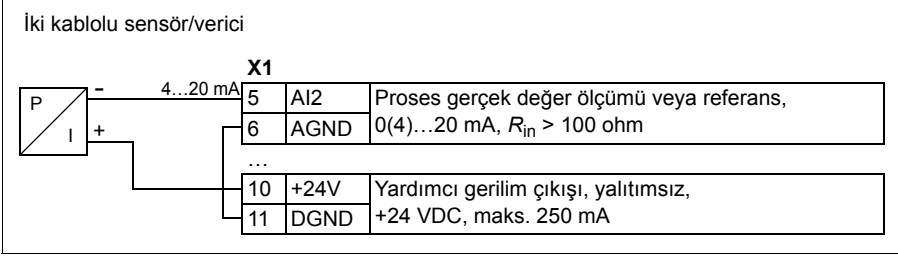 İki kablolu sensör/verici
X1
P
I
-
+
4…20 mA
5 AI2 Proses gerçek değer ölçümü veya referans,
6 AGND 0(4)…20 mA, Rin > 100 ohm
…
10 +24V Yardımcı gerilim çıkışı, yalıtımsız,
11 DGND +24 VDC, maks. 250 mA